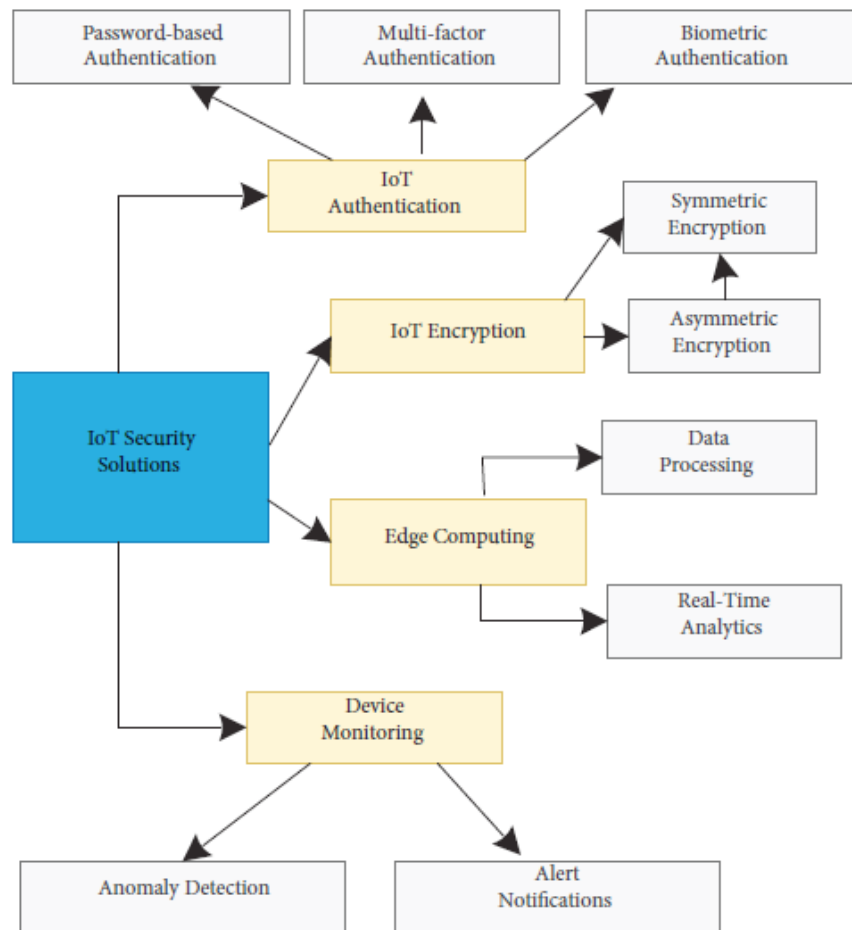 Password-based
Authentication
Multi-factor
Authentication
Biometric
Authentication
IoT
Authentication
Symmetric
Encryption
IoT Encryption
Asymmetric
Encryption
IoT Security
Solutions
Data
Processing
Edge Computing
Real-Time
Analytics
Device
Monitoring
Anomaly Detection
Alert
Notifications